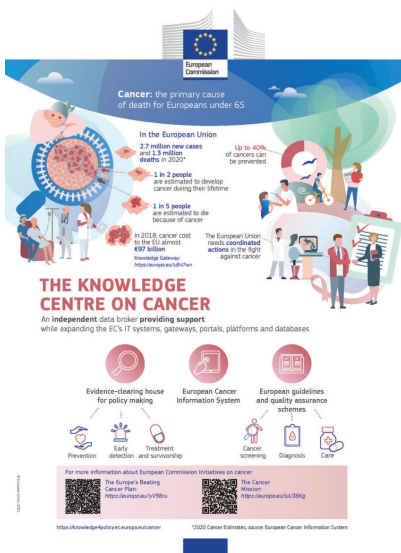 European
Commission
Cancer: the primary cause
of death for Europeans under 65
In the European Union
2.7 million new cases
and 1.3 million
deaths in 2020*
1 in 2 people
are estimated to develop
cancer during their lifetime
1 in 5 people
are estimated to die
because of cancer
In 2018, cancer cost
to the EU almost
€97 billion
Knowledge Gateway:
Up to 40%
of cancers can
be prevented
The European Union
needs coordinated
actions in the fight
against cancer
THE KNOWLEDGE
CENTRE ON CANCER
An independent data broker providing support
while expanding the EC's IT systems, gateways, portals, platforms and databases
Evidence-clearing house
for policy making
European Cancer
Information System
European guidelines
and quality assurance
schemes
Prevention
Early
detection
Treatment
and survivorship
Cancer
screening
Diagnosis
Care
For more information about European Commission Initiatives on cancer:
The Europe's Beating
Cancer Plan:
The Cancer
Mission:
https://knowledge4policy.ec.europa.eu/cancer
*2020 Cancer Estimates, source: European Cancer Information System